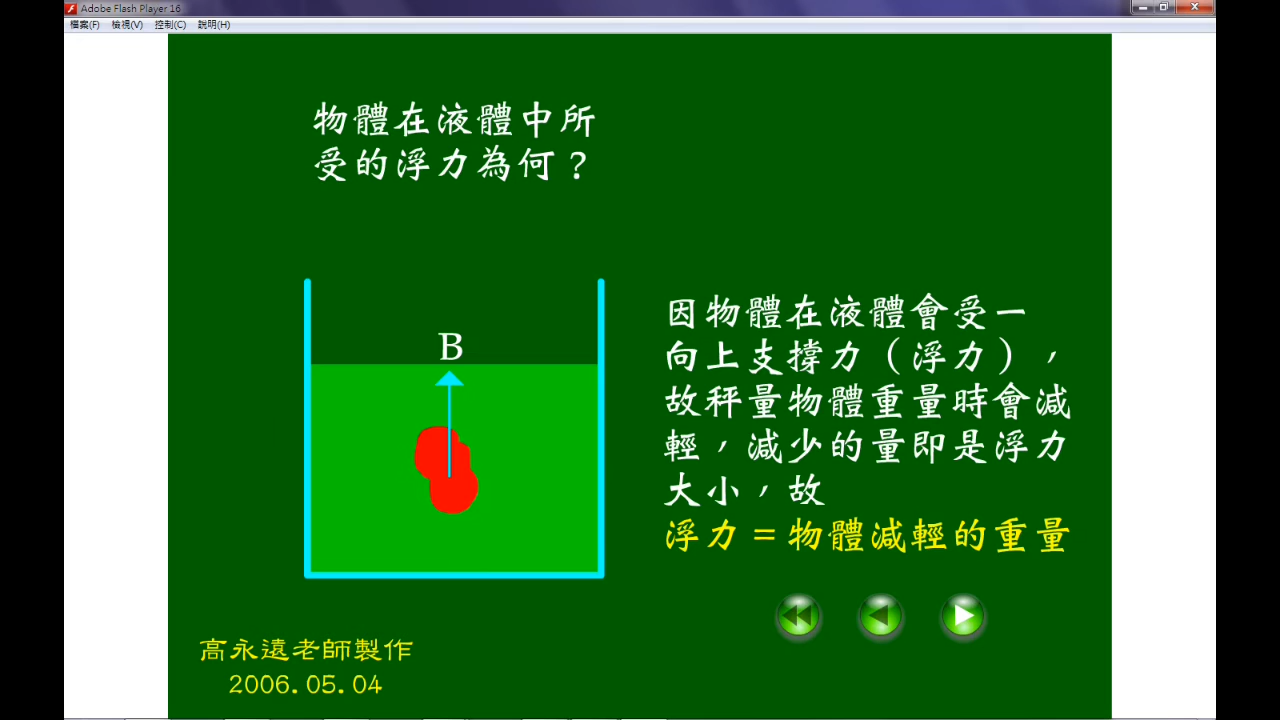 Adobe Flash Player 16
檔案(F) 檢視(V) 控制(C) 說明(H)
物體在液體中所
受的浮力為何？
B
因物體在液體會受一
向上支撐力（浮力），
故秤量物體重量時會減
輕，減少的量即是浮力
大小，故
浮力＝物體減輕的重量
高永遠老師製作
2006.05.04